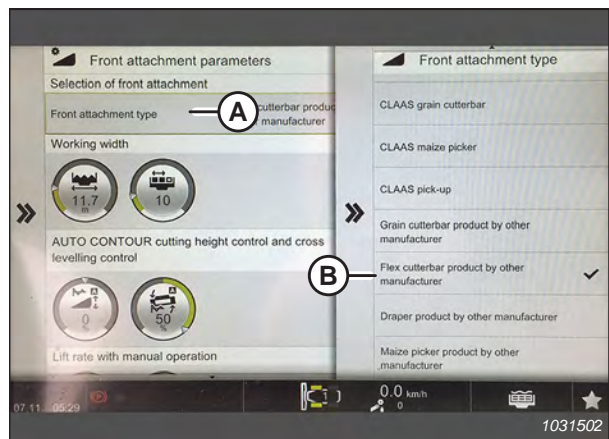 Front attachment parameters
Selection of front attachment
Front attachment type
A
cutterbar produc
manufacturer
Working width
11.7
m
10
AUTO CONTOUR cutting height control and cross
levelling control
0
%
50
%
Lift rate with manual operation
Front attachment type
CLAAS grain cutterbar
CLAAS maize picker
CLAAS pick-up
Grain cutterbar product by other
manufacturer
B
Flex cutterbar product by other
manufacturer
Draper product by other manufacturer
Maize picker product by other
manufacturer
07.11. 05:29
0.0 km/h
0
1031502